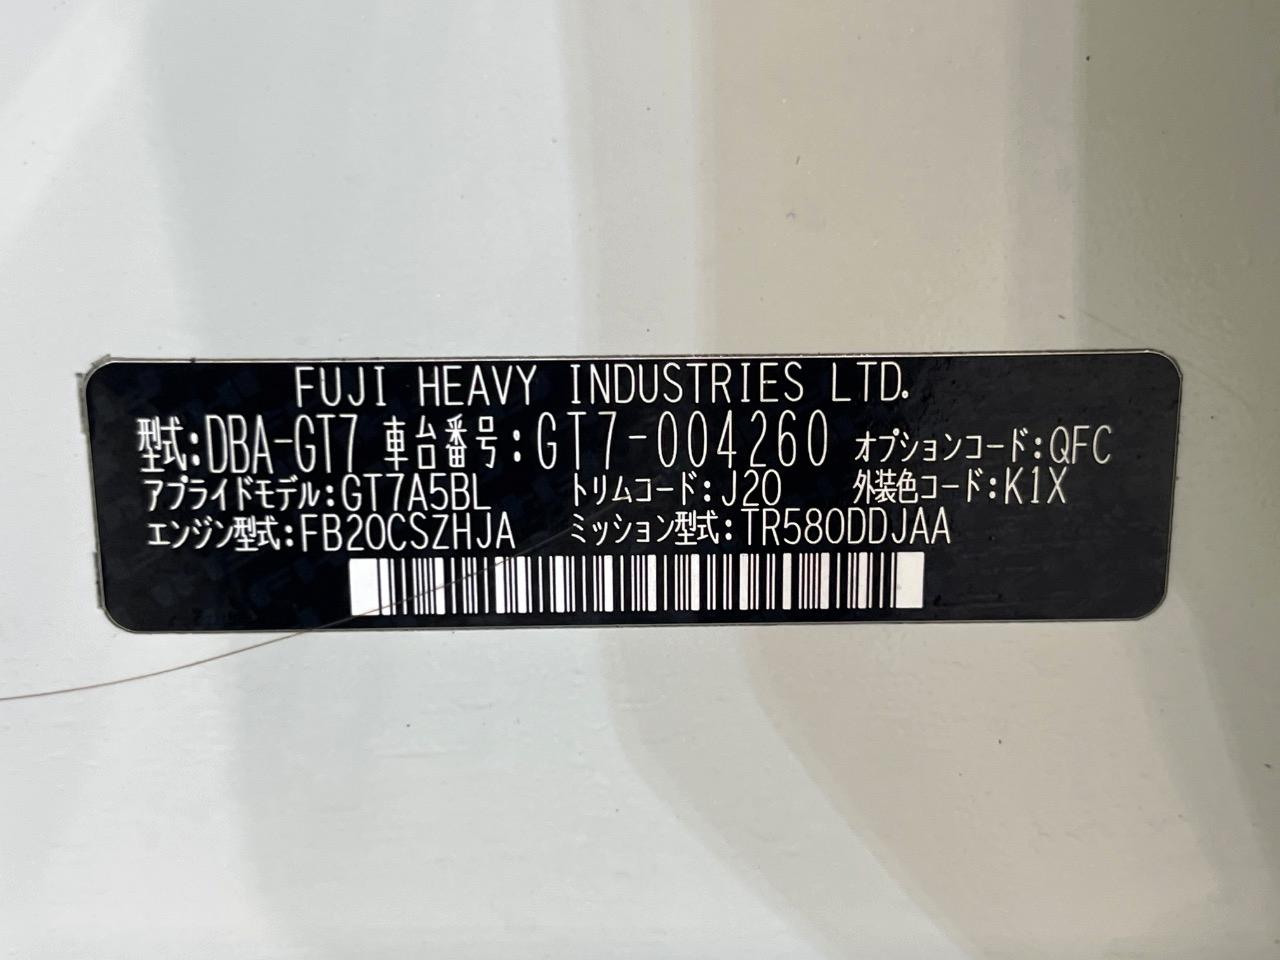 FUJI HEAVY INDUSTRIES LTD.
型式:DBA-GT7 車台番号:GT7-004260 オプションコード:QFC
アプライドモデル:GT7A5BL トリムコード:J20 外装色コード:K1X
エンジン型式:FB20CSZHJA ミッション型式:TR580DDJAA